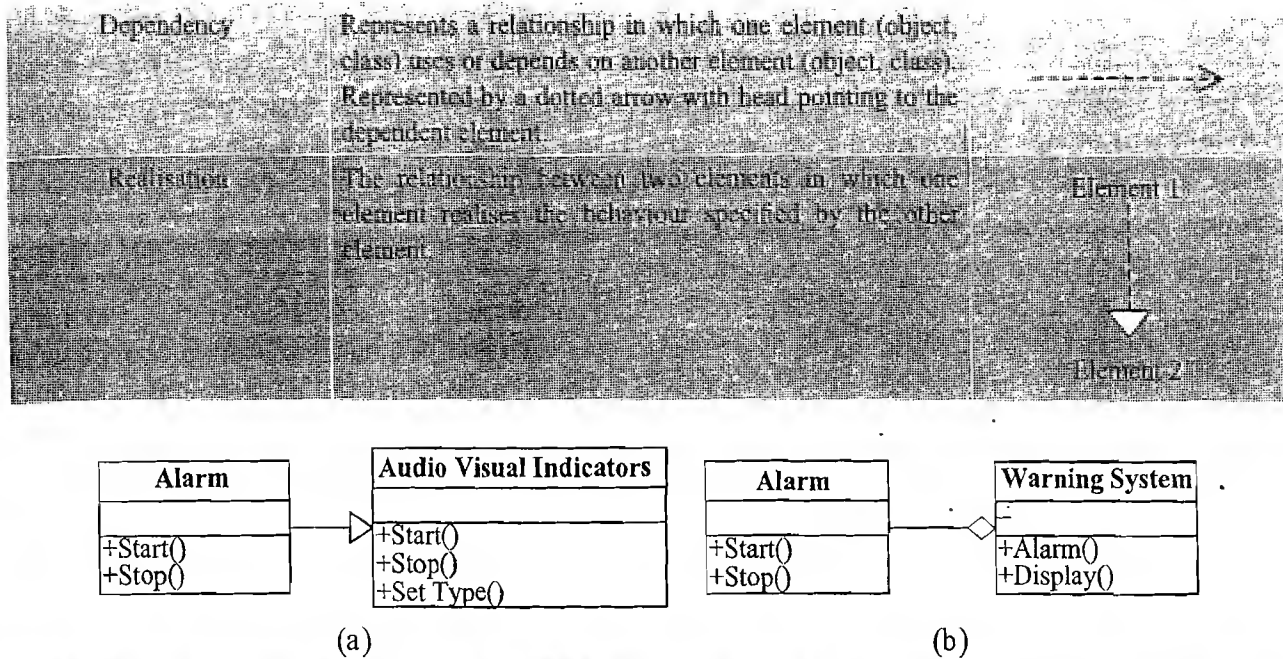 Dependency
Represents a relationship in which one element (object,
class) uses or depends on another element (object, class).
Represented by a dotted arrow with head pointing to the
dependent element.
Realisation
The relationship between two elements in which one
element realises the behaviour specified by the other
element.
Element 1
Element 2
Alarm
+Start()
+Stop()
Audio Visual Indicators
+Start()
+Stop()
+Set Type()
(a)
Alarm
+Start()
+Stop()
Warning System
+Alarm()
+Display()
(b)